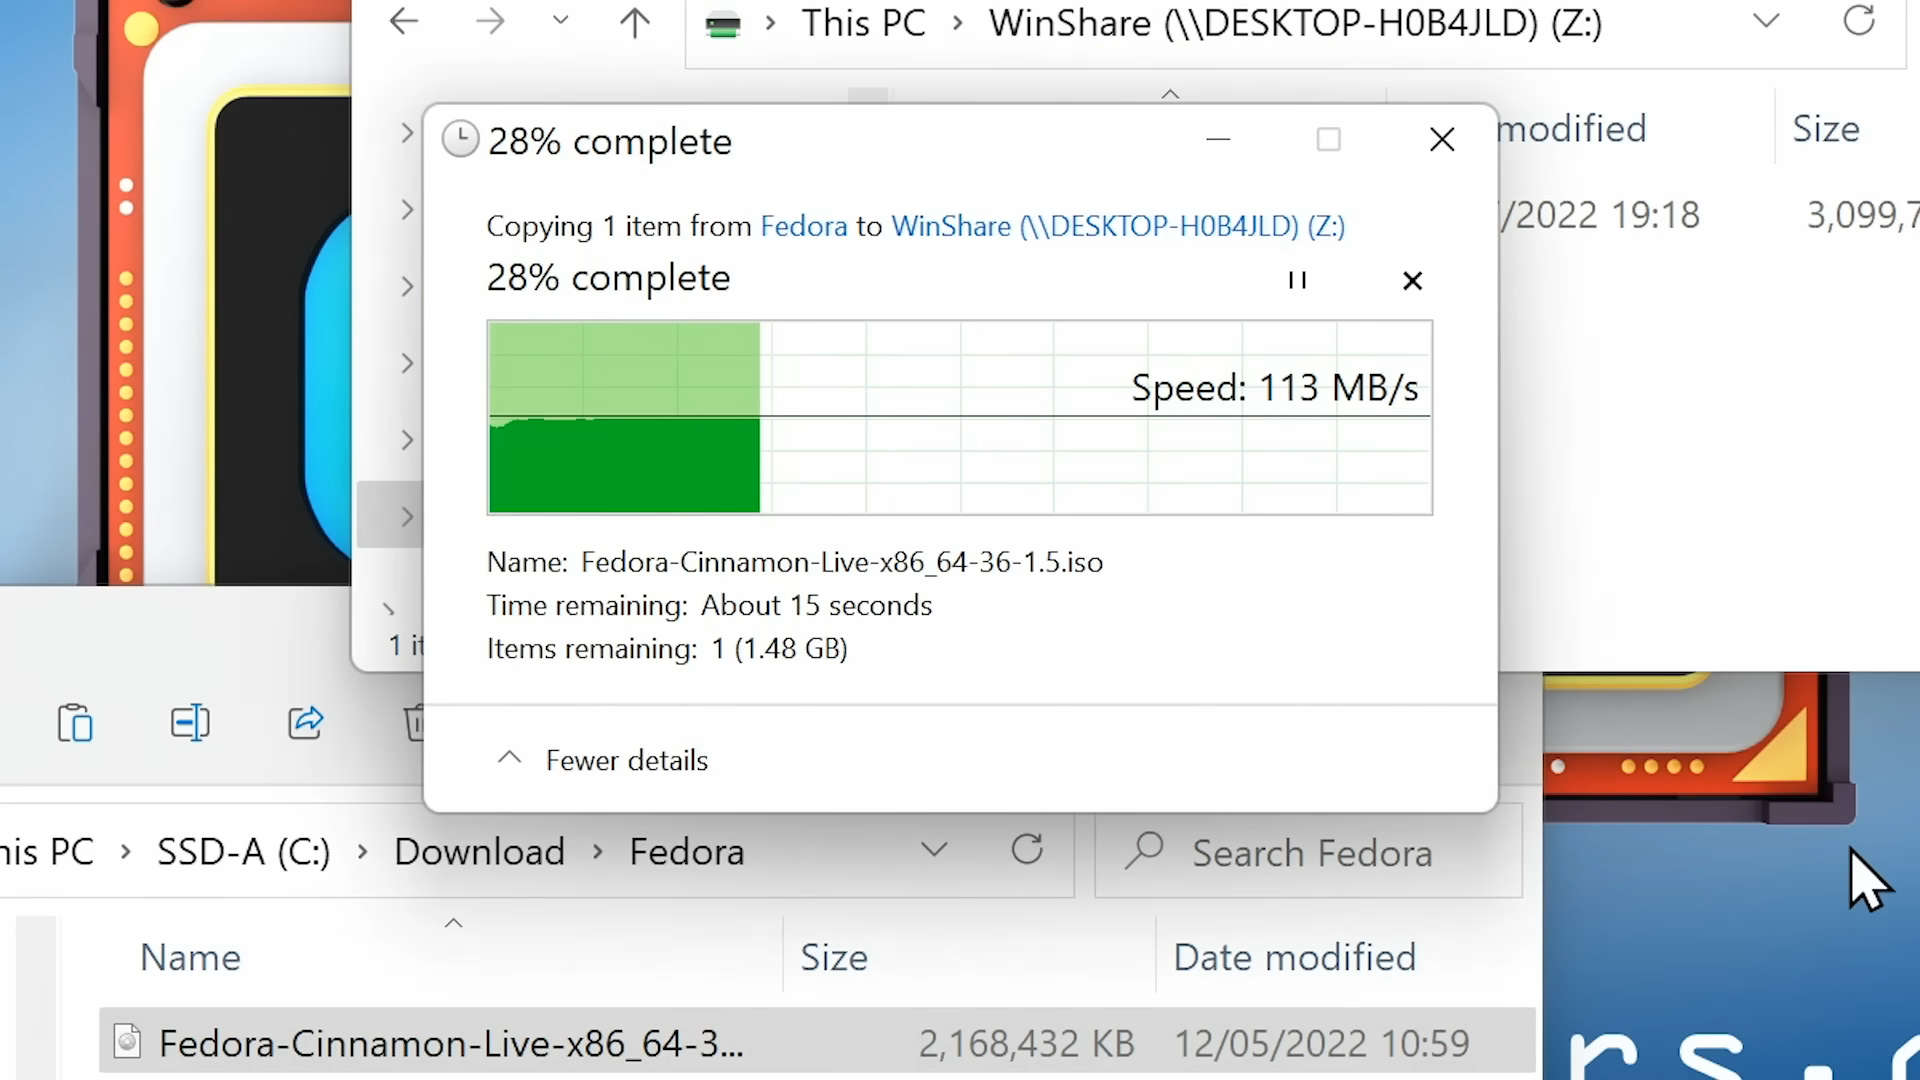 This PC > WinShare (\\DESKTOP-H0B4JLD) (Z:)
modified Size
/2022 19:18 3,099,7
28% complete
Copying 1 item from Fedora to WinShare (\\DESKTOP-H0B4JLD) (Z:)
28% complete
Speed: 113 MB/s
Name: Fedora-Cinnamon-Live-x86_64-36-1.5.iso
Time remaining: About 15 seconds
Items remaining: 1 (1.48 GB)
1 it
Fewer details
his PC > SSD-A (C:) > Download > Fedora
Search Fedora
Name Size Date modified
Fedora-Cinnamon-Live-x86_64-3... 2,168,432 KB 12/05/2022 10:59
rs.c